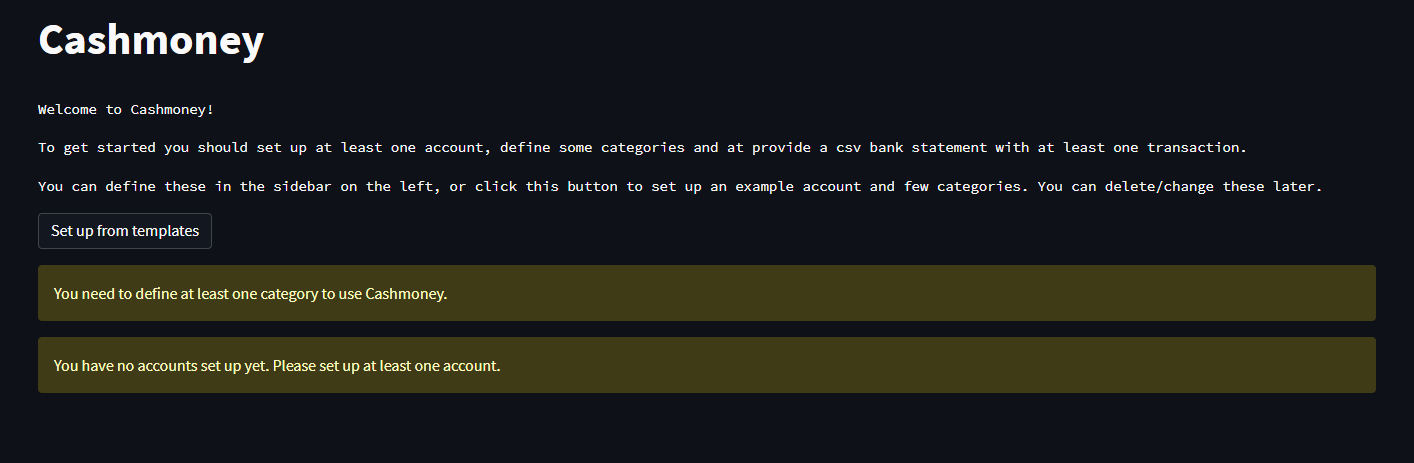 Cashmoney
Welcome to Cashmoney!
To get started you should set up at least one account, define some categories and at provide a csv bank statement with at least one transaction.
You can define these in the sidebar on the left, or click this button to set up an example account and few categories. You can delete/change these later.
Set up from templates
You need to define at least one category to use Cashmoney.
You have no accounts set up yet. Please set up at least one account.